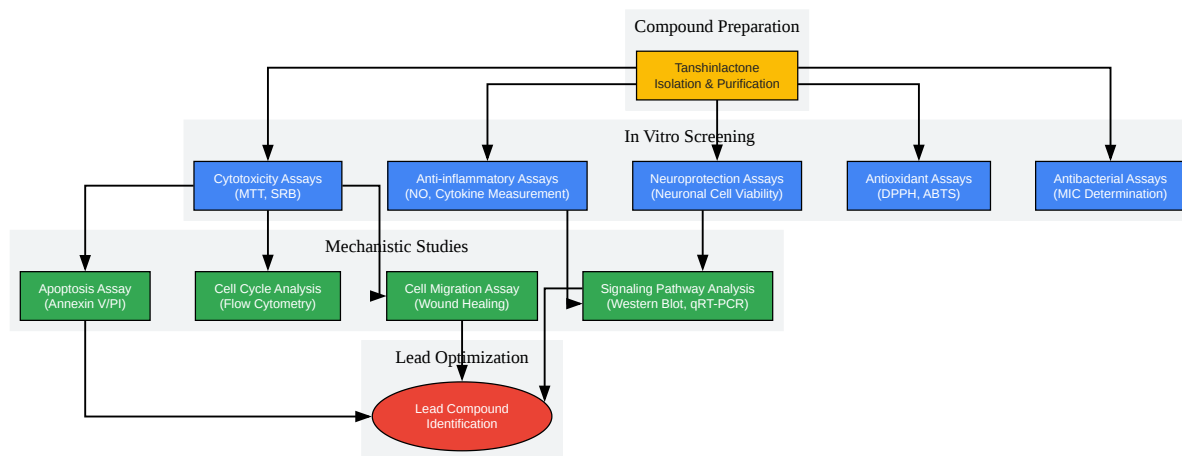 Compound Preparation
Tanshinlactone
Isolation & Purification
In Vitro Screening
Cytotoxicity Assays
(MTT, SRB)
Anti-inflammatory Assays
(NO, Cytokine Measurement)
Neuroprotection Assays
(Neuronal Cell Viability)
Antioxidant Assays
(DPPH, ABTS)
Antibacterial Assays
(MIC Determination)
Mechanistic Studies
Apoptosis Assay
(Annexin V/PI)
Cell Cycle Analysis
(Flow Cytometry)
Cell Migration Assay
(Wound Healing)
Signaling Pathway Analysis
(Western Blot, qRT-PCR)
Lead Optimization
Lead Compound
Identification